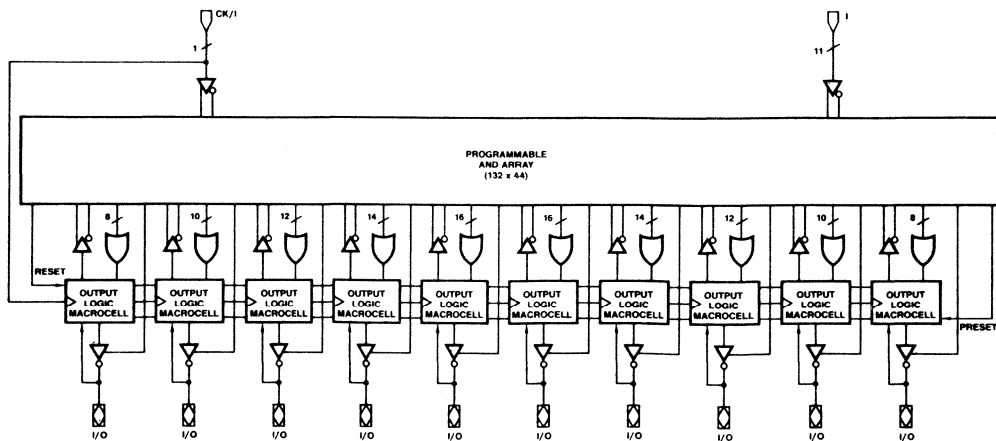 CK/I
I
1
11
PROGRAMMABLE
AND ARRAY
(132 x 44)
8
10
12
14
16
16
14
12
10
8
RESET
OUTPUT
LOGIC
MACROCELL
OUTPUT
LOGIC
MACROCELL
OUTPUT
LOGIC
MACROCELL
OUTPUT
LOGIC
MACROCELL
OUTPUT
LOGIC
MACROCELL
OUTPUT
LOGIC
MACROCELL
OUTPUT
LOGIC
MACROCELL
OUTPUT
LOGIC
MACROCELL
OUTPUT
LOGIC
MACROCELL
OUTPUT
LOGIC
MACROCELL
PRESET
I/O
I/O
I/O
I/O
I/O
I/O
I/O
I/O
I/O
I/O